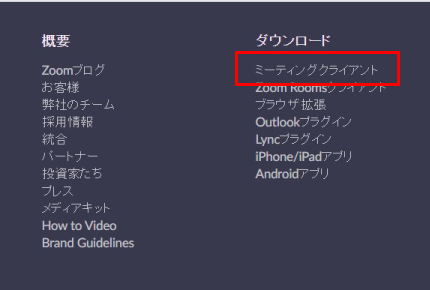 概要
Zoomブログ
お客様
弊社のチーム
採用情報
統合
パートナー
投資家たち
プレス
メディアキット
How to Video
Brand Guidelines
ダウンロード
ミーティングクライアント
Zoom Roomsクライアント
ブラウザ拡張
Outlookプラグイン
Lyncプラグイン
iPhone/iPadアプリ
Androidアプリ